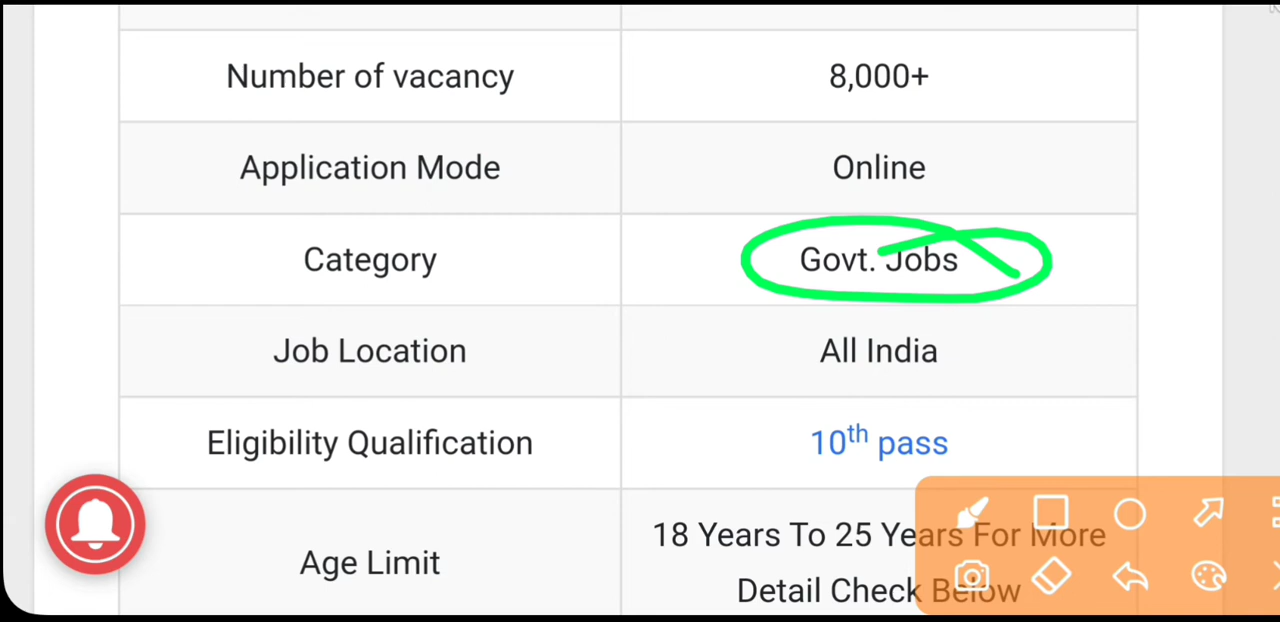 Number of vacancy
8,000+
Application Mode
Online
Category
Govt. Jobs
Job Location
All India
Eligibility Qualification
10th pass
Age Limit
18 Years To 25 Years For More
Detail Check Below